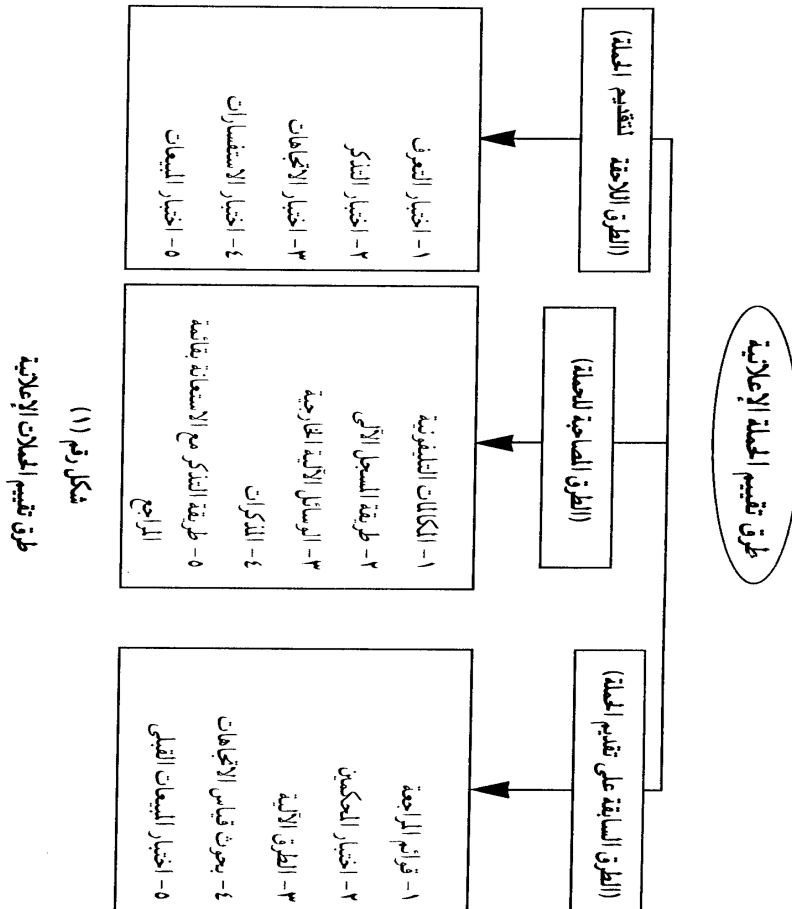 طرق تقييم الحملة الإعلانية
(الطرق السابقة على تقديم الحملة)
١- قوائم المراجعة
٢- اختبار المحكمين
٣- الطرق الآلية
٤- بحوث قياس الاتجاهات
٥- اختبار المبيعات القبلى
(الطرق المصاحبة للحملة)
١- المكالمات التليفونية
٢- طريقة المسجل الآلى
٣- الوسائل الآلية الخارجية
٤- المذكرات
٥- طريقة التذكر مع الاستعانة بقائمة
المراجع
(الطرق اللاحقة لتقديم الحملة)
١- اختبار التعرف
٢- اختبار التذكر
٣- اختبار الاتجاهات
٤- اختبار الاستفسارات
٥- اختبار المبيعات
شكل رقم (١)
طرق تقييم الحملات الإعلانية